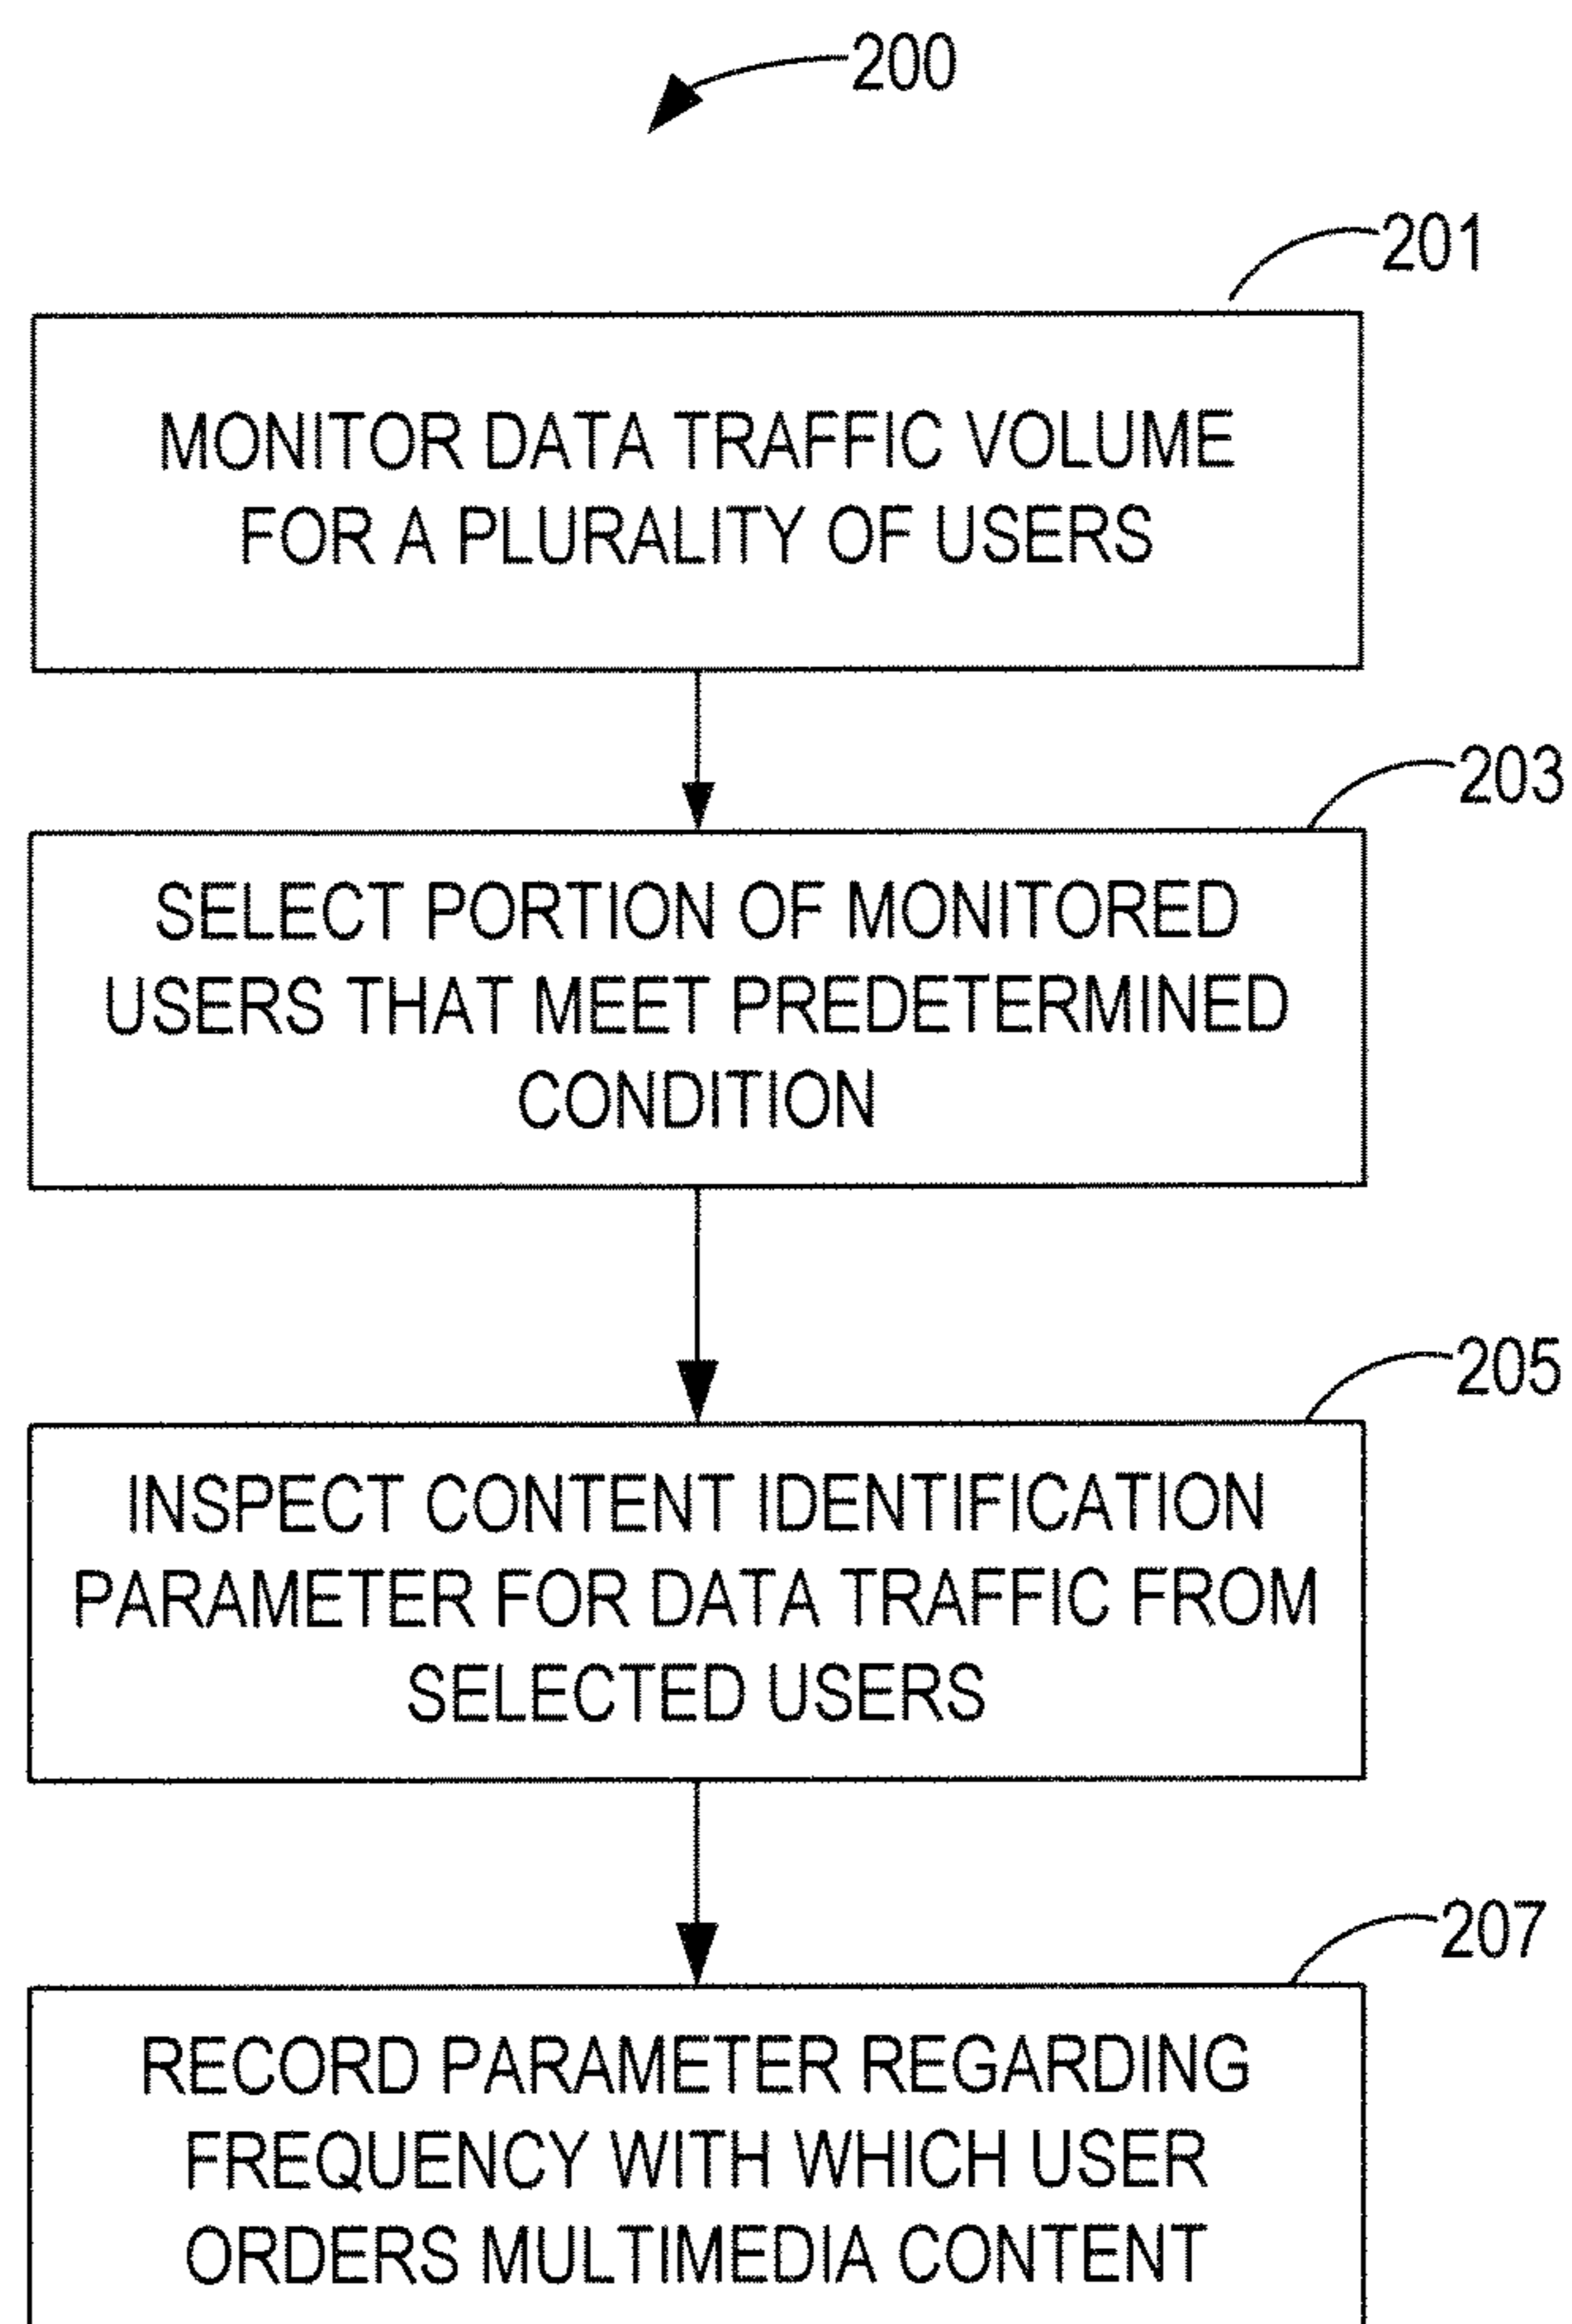 200
201
MONITOR DATA TRAFFIC VOLUME
FOR A PLURALITY OF USERS
203
SELECT PORTION OF MONITORED
USERS THAT MEET PREDETERMINED
CONDITION
205
INSPECT CONTENT IDENTIFICATION
PARAMETER FOR DATA TRAFFIC FROM
SELECTED USERS
207
RECORD PARAMETER REGARDING
FREQUENCY WITH WHICH USER
ORDERS MULTIMEDIA CONTENT